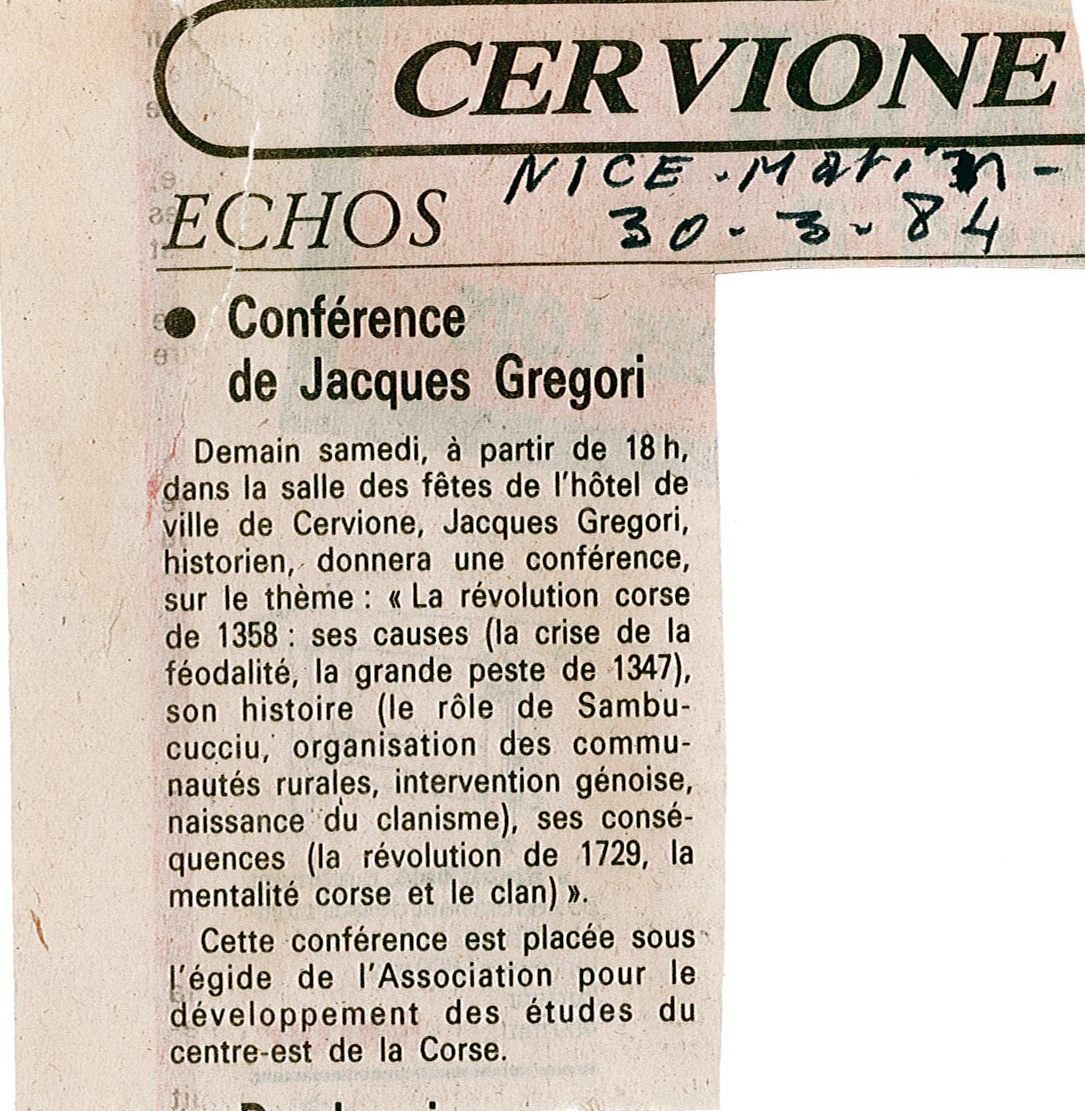 CERVIONE
NICE-Matin-
30-3-84
ECHOS
● Conférence
de Jacques Gregori
Demain samedi, à partir de 18 h,
dans la salle des fêtes de l'hôtel de
ville de Cervione, Jacques Gregori,
historien, donnera une conférence,
sur le thème : « La révolution corse
de 1358 : ses causes (la crise de la
féodalité, la grande peste de 1347),
son histoire (le rôle de Sambu-
cucciu, organisation des commu-
nautés rurales, intervention génoise,
naissance du clanisme), ses consé-
quences (la révolution de 1729, la
mentalité corse et le clan) ».
Cette conférence est placée sous
l'égide de l'Association pour le
développement des études du
centre-est de la Corse.